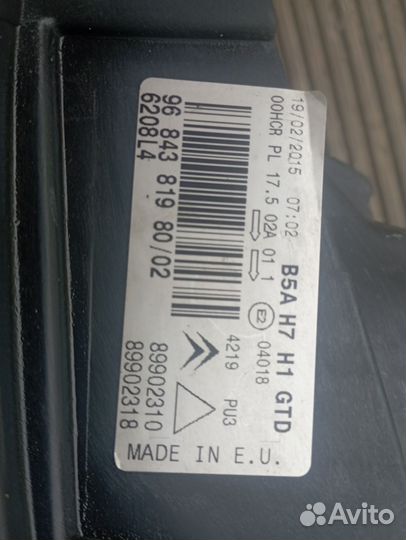 19/02/2015 07:02
00HCR PL 17.5 02A 01 1
B5A H7 H1 GTD
E2
04018
96 843 819 80/02
6208L4
4219
PU3
89902310
89902318
MADE IN E.U.
Avito